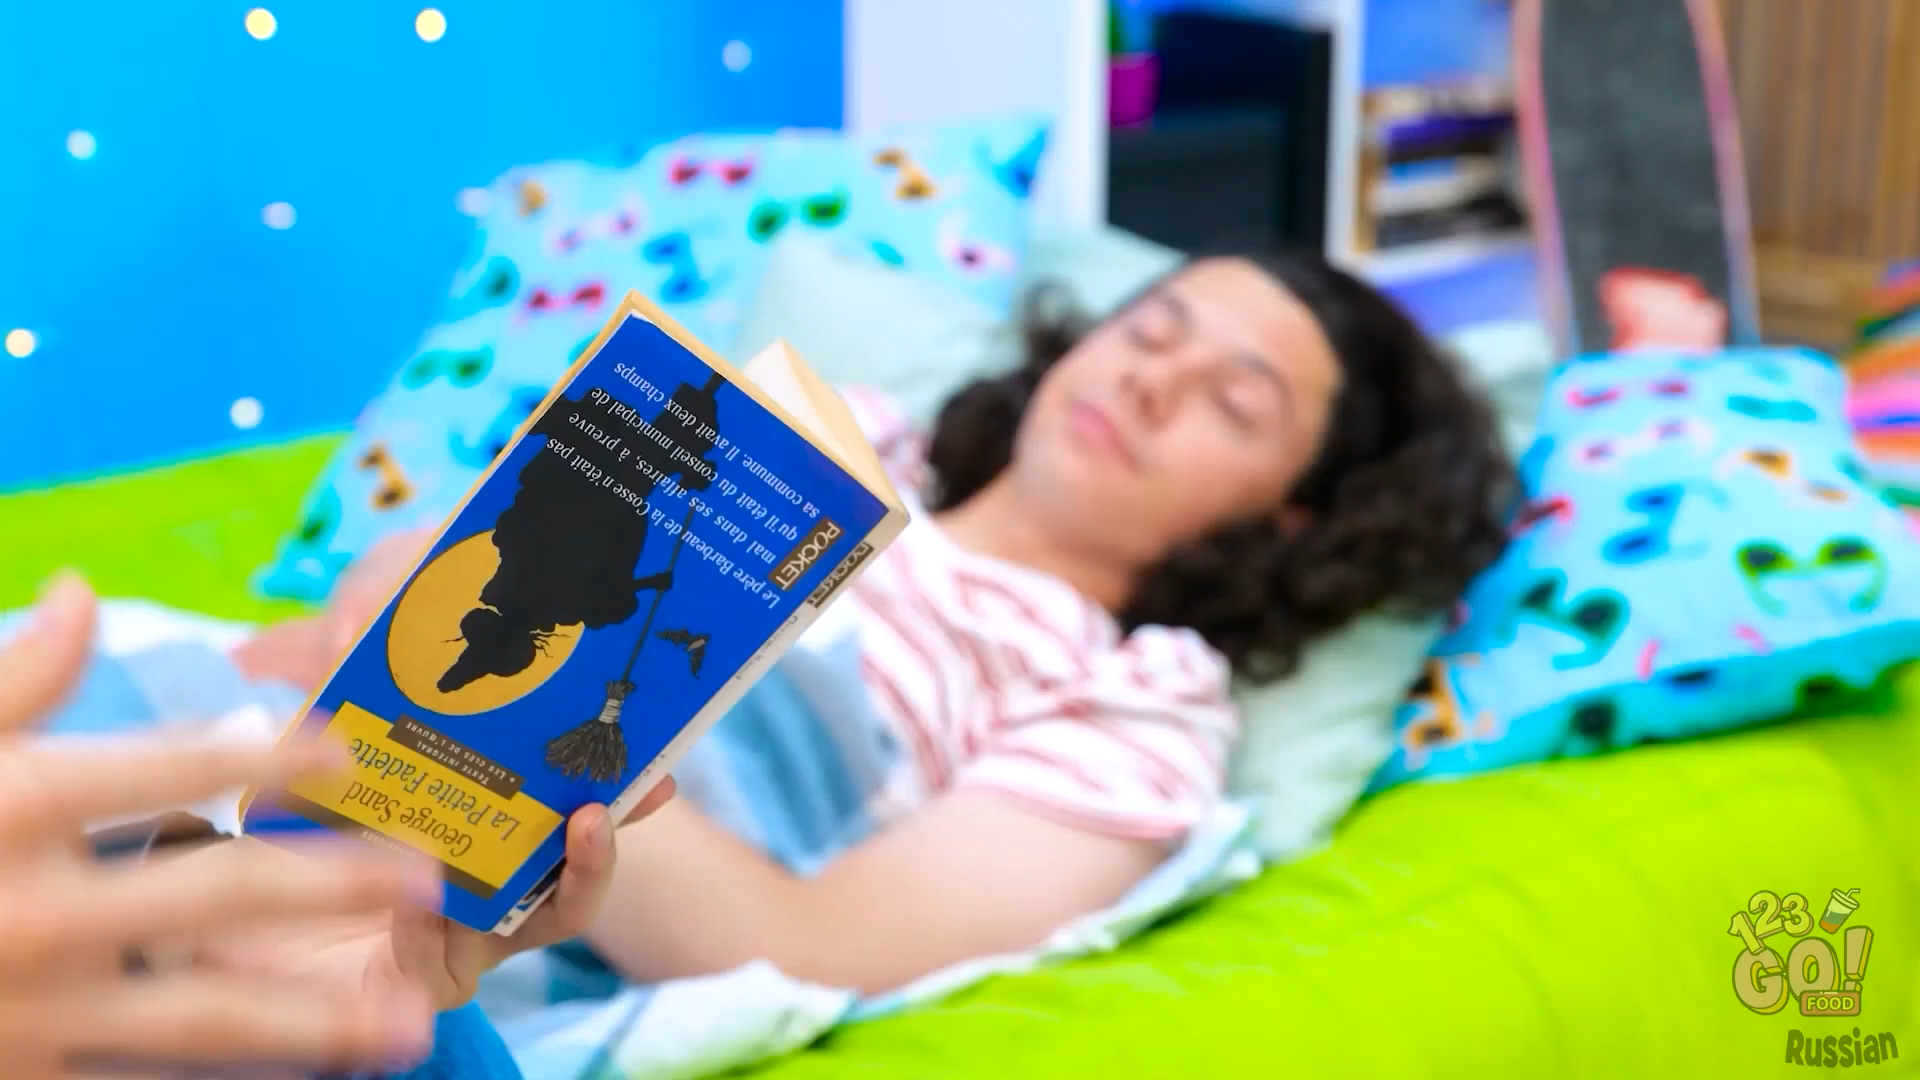 George Sand
La Petite Fadette
TEXTE INTÉGRAL
+ LES CLÉS DE L'ŒUVRE
Le père Barbeau de la Cosse n'était pas
mal dans ses affaires, à preuve
qu'il était du conseil municipal de
sa commune. Il avait deux champs
POCKET
POCKET
123
GO!
FOOD
Russian